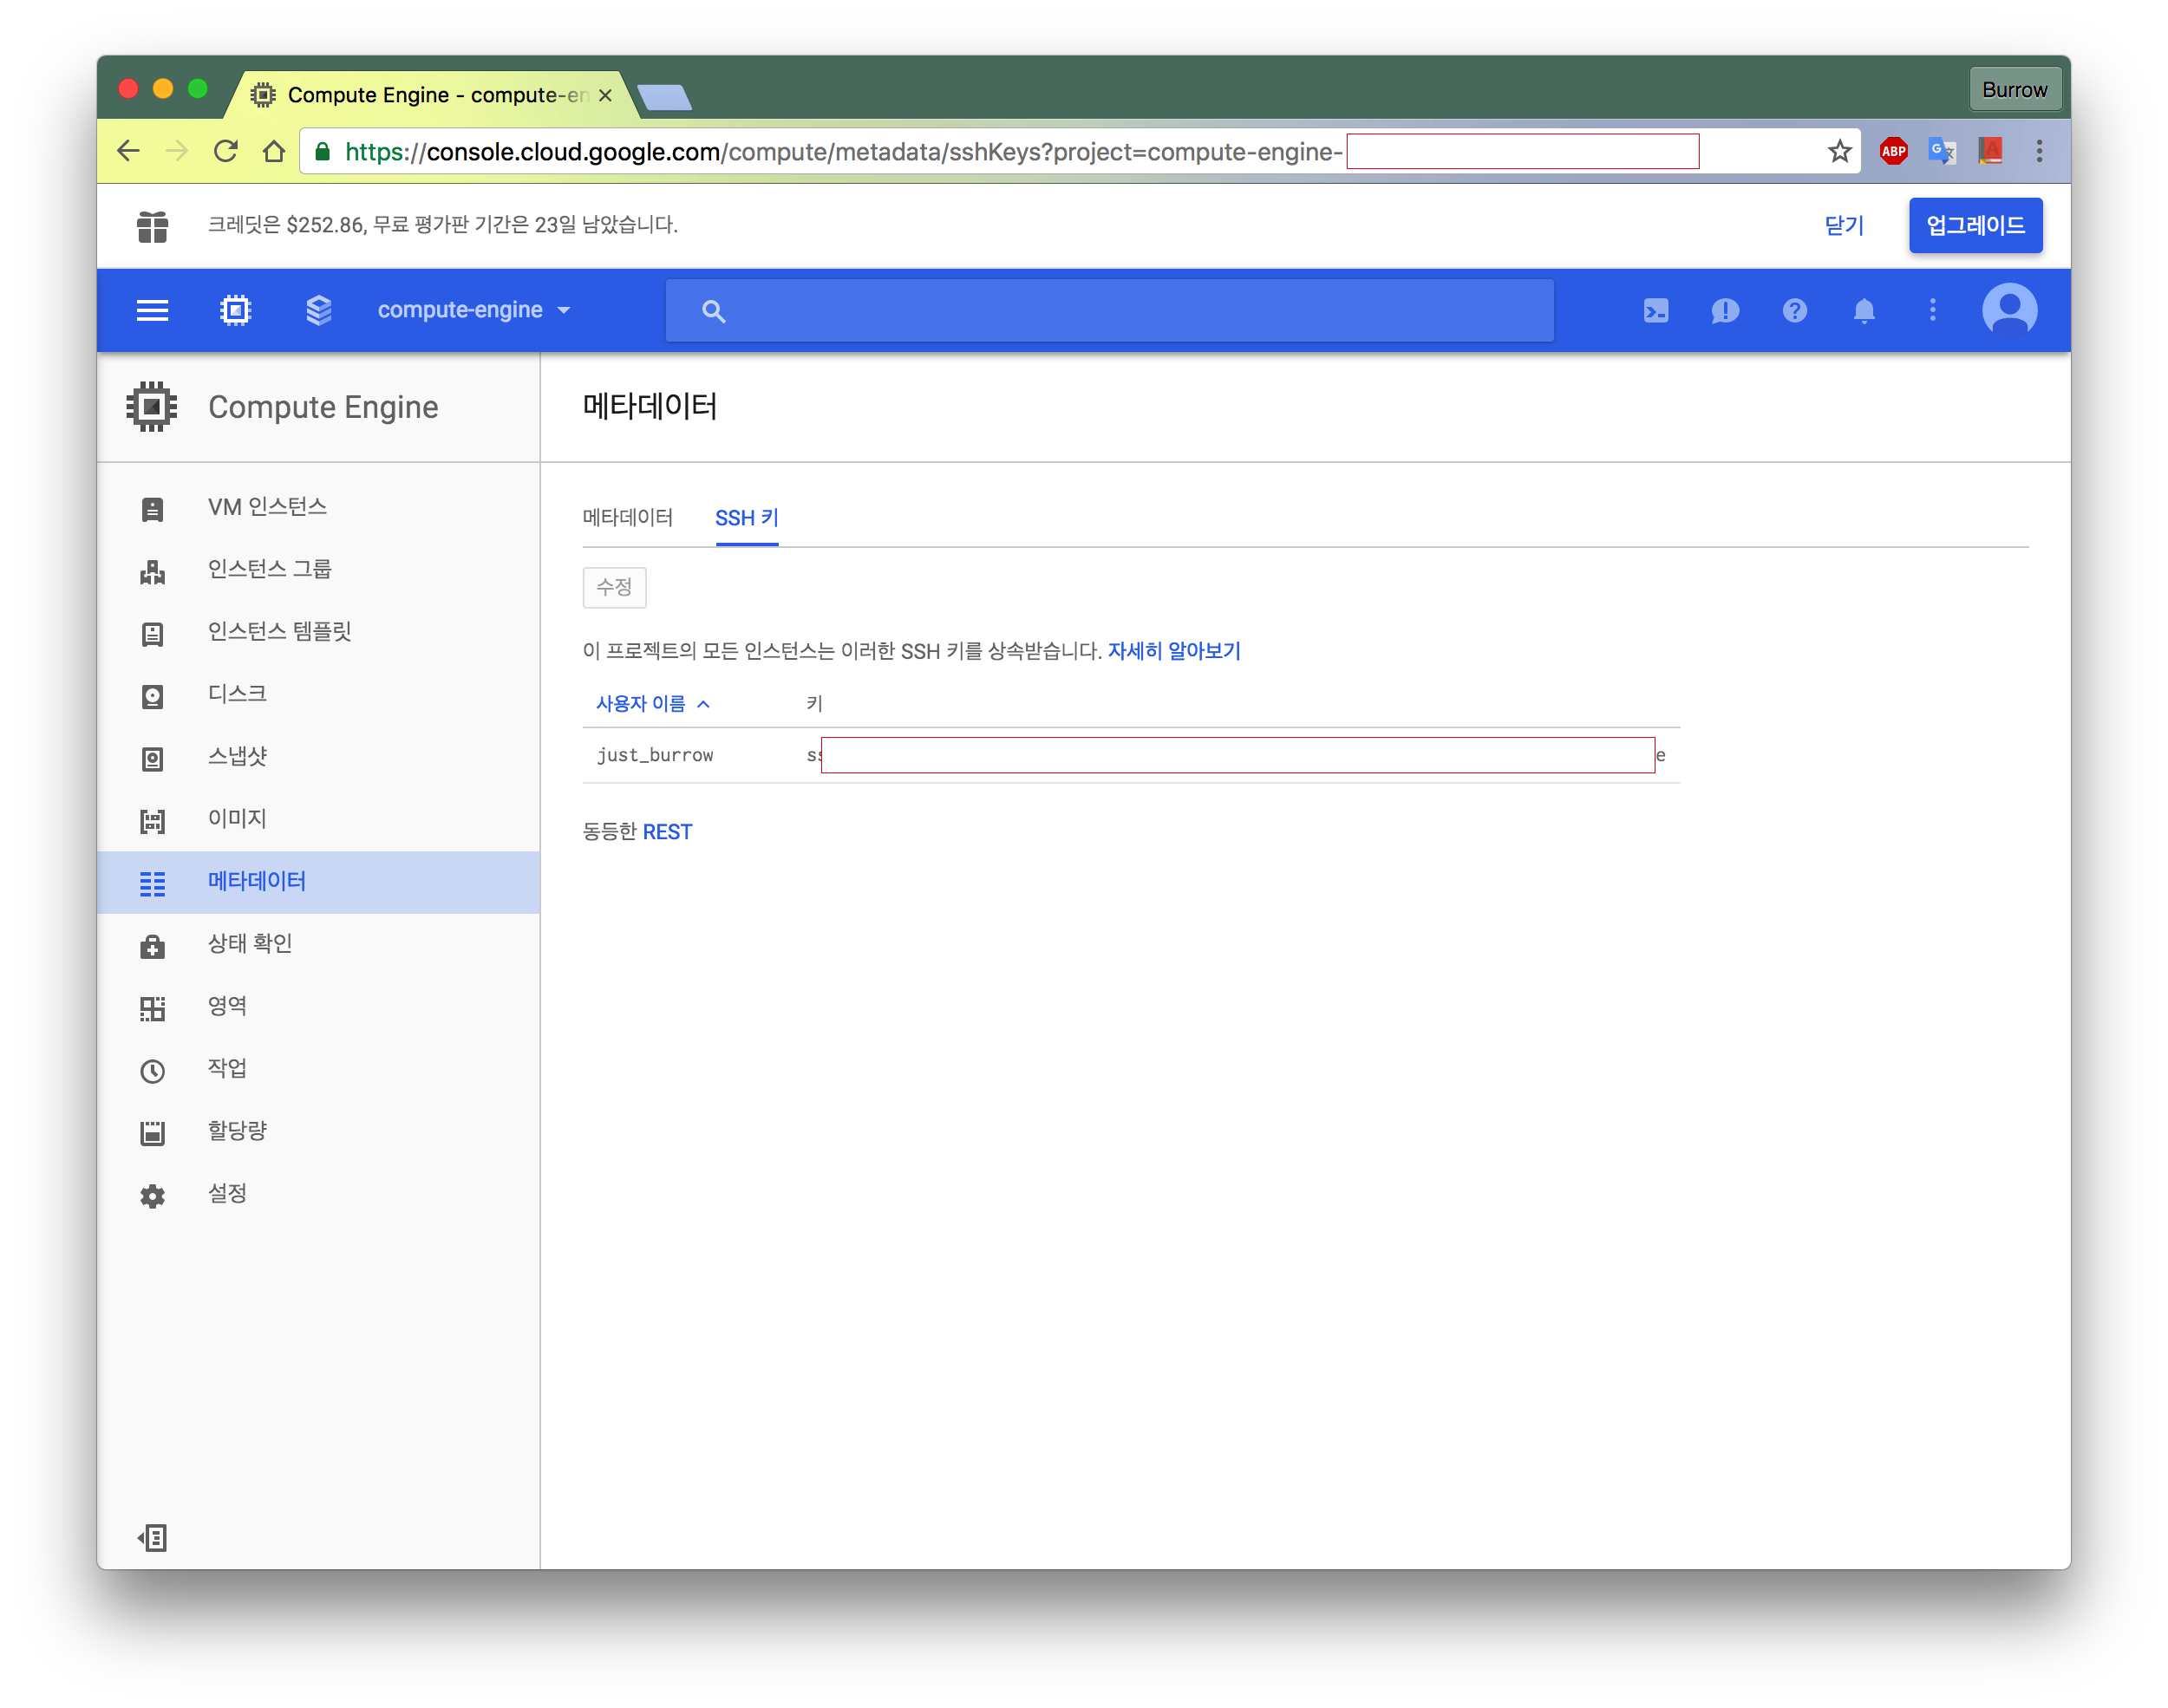 Compute Engine - compute-en
Burrow
https://console.cloud.google.com/compute/metadata/sshKeys?project=compute-engine-
ABP
크레딧은 $252.86, 무료 평가판 기간은 23일 남았습니다.
닫기
업그레이드
compute-engine
Compute Engine
메타데이터
VM 인스턴스
인스턴스 그룹
인스턴스 템플릿
디스크
스냅샷
이미지
메타데이터
상태 확인
영역
작업
할당량
설정
메타데이터 SSH 키
수정
이 프로젝트의 모든 인스턴스는 이러한 SSH 키를 상속받습니다. 자세히 알아보기
사용자 이름 키
just_burrow ss e
동등한 REST